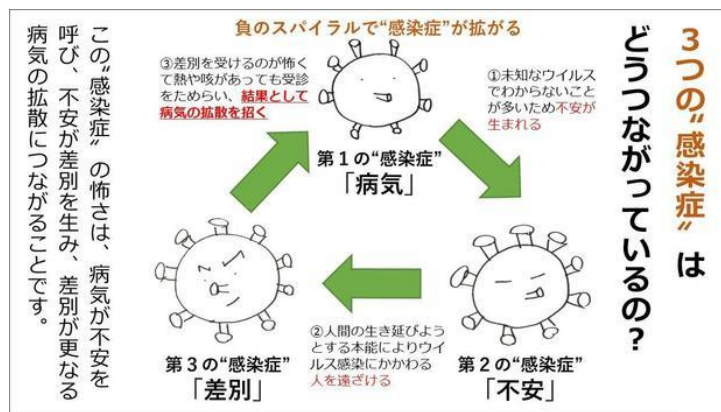 3つの“感染症”は
どうつながっているの?
負のスパイラルで“感染症”が拡がる
①未知なウイルス
でわからないこと
が多いため不安が
生まれる
第1の“感染症”
「病気」
③差別を受けるのが怖く
て熱や咳があっても受診
をためらい、結果として
病気の拡散を招く
第2の“感染症”
「不安」
②人間の生き延びよう
とする本能によりウイ
ルス感染にかかわる
人を遠ざける
第3の“感染症”
「差別」
この“感染症”の怖さは、病気が不安を
呼び、不安が差別を生み、差別が更なる
病気の拡散につながることです。